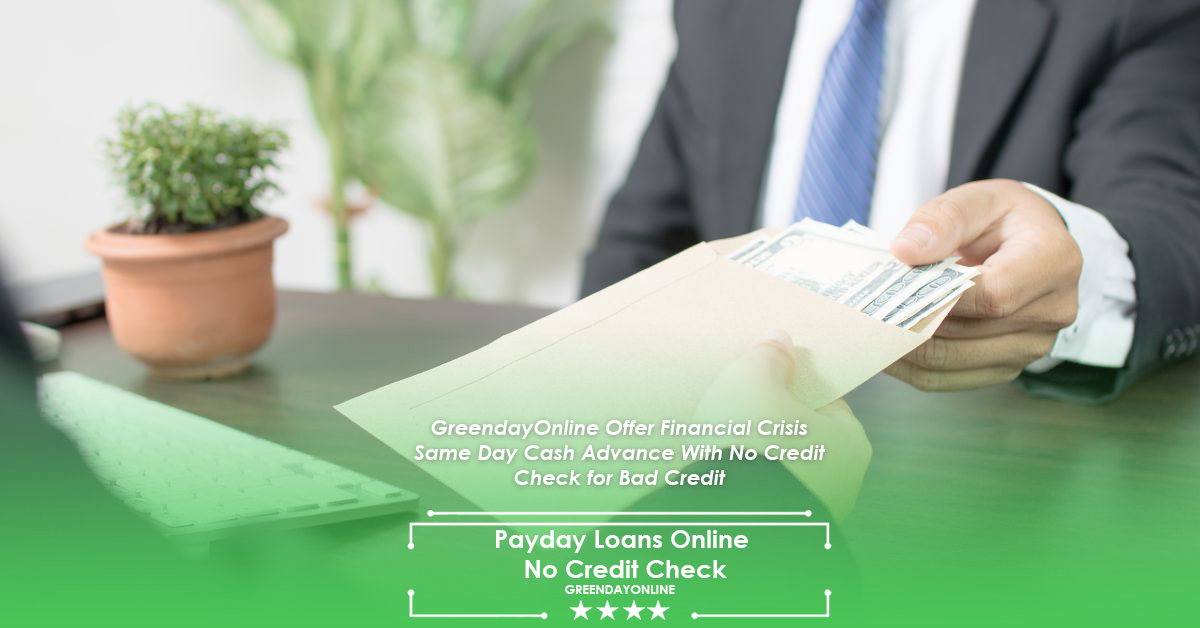 GreendayOnline Offer Financial Crisis
Same Day Cash Advance With No Credit
Check for Bad Credit
Payday Loans Online
No Credit Check
GREENDAYONLINE